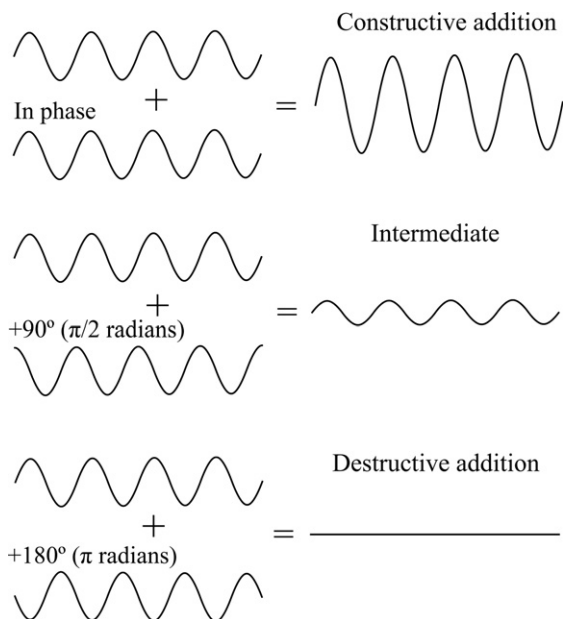 Constructive addition
+
In phase
=
Intermediate
+
=
+90º (π/2 radians)
Destructive addition
+
=
+180º (π radians)